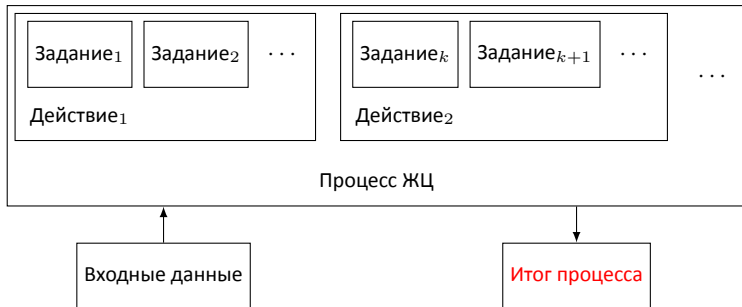 Задание₁ Задание₂ ··· Заданиеₖ Заданиеₖ₊₁ ···
···
Действие₁ Действие₂
Процесс ЖЦ
Входные данные Итог процесса